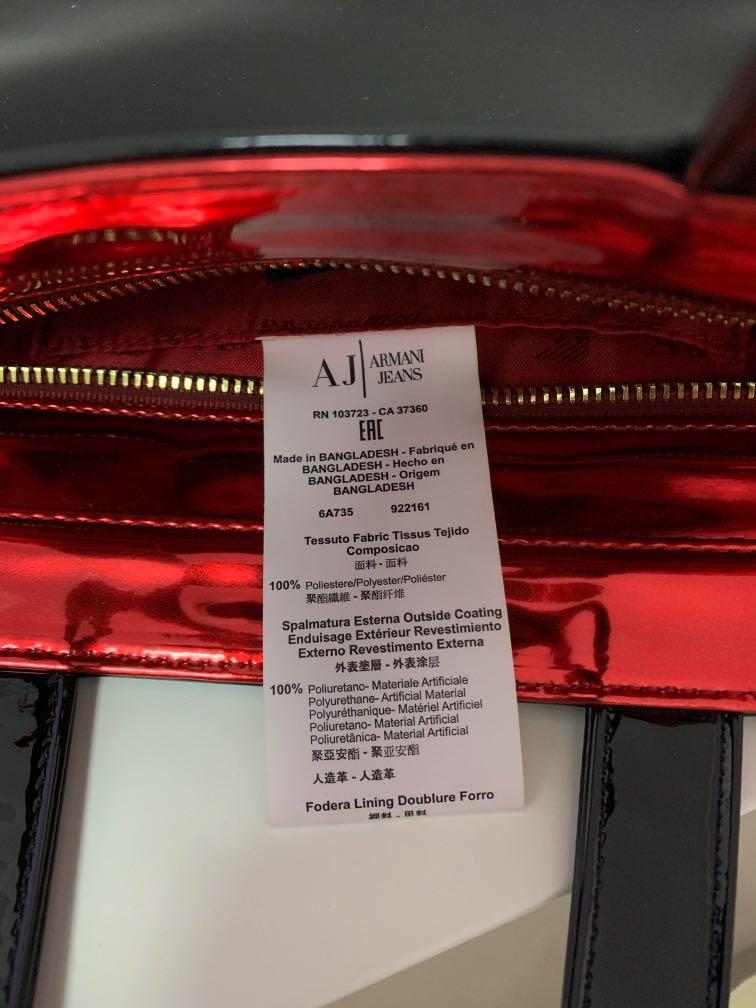 AJ ARMANI
JEANS
RN 103723 - CA 37360
EAC
Made in BANGLADESH - Fabriqué en
BANGLADESH - Hecho en
BANGLADESH - Origem
BANGLADESH
6A735 922161
Tessuto Fabric Tissus Tejido
Composicao
面料 - 面料
100% Poliestere/Polyester/Poliéster
聚酯纖維 - 聚酯纤维
Spalmatura Esterna Outside Coating
Enduisage Extérieur Revestimiento
Externo Revestimento Externa
外表塗層 - 外表涂层
100% Poliuretano- Materiale Artificiale
Polyurethane- Artificial Material
Polyuréthanique- Matériel Artificiel
Poliuretano- Material Artificial
Poliuretânica- Material Artificial
聚亞安酯 - 聚亚安酯
人造革 - 人造革
Fodera Lining Doublure Forro